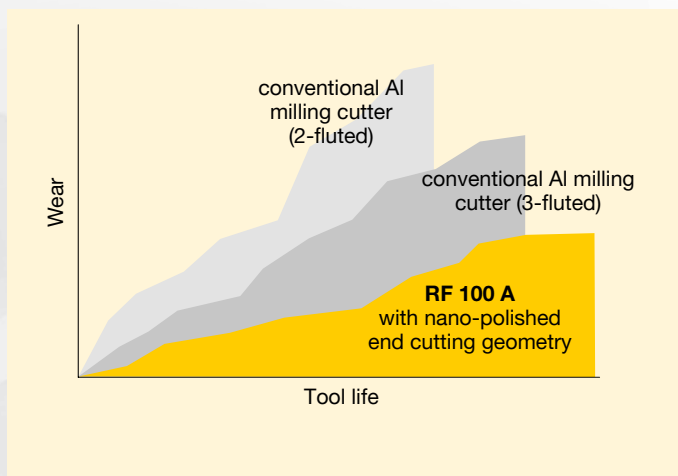 conventional Al
milling cutter
(2-fluted)
conventional Al milling
cutter (3-fluted)
Wear
RF 100 A
with nano-polished
end cutting geometry
Tool life